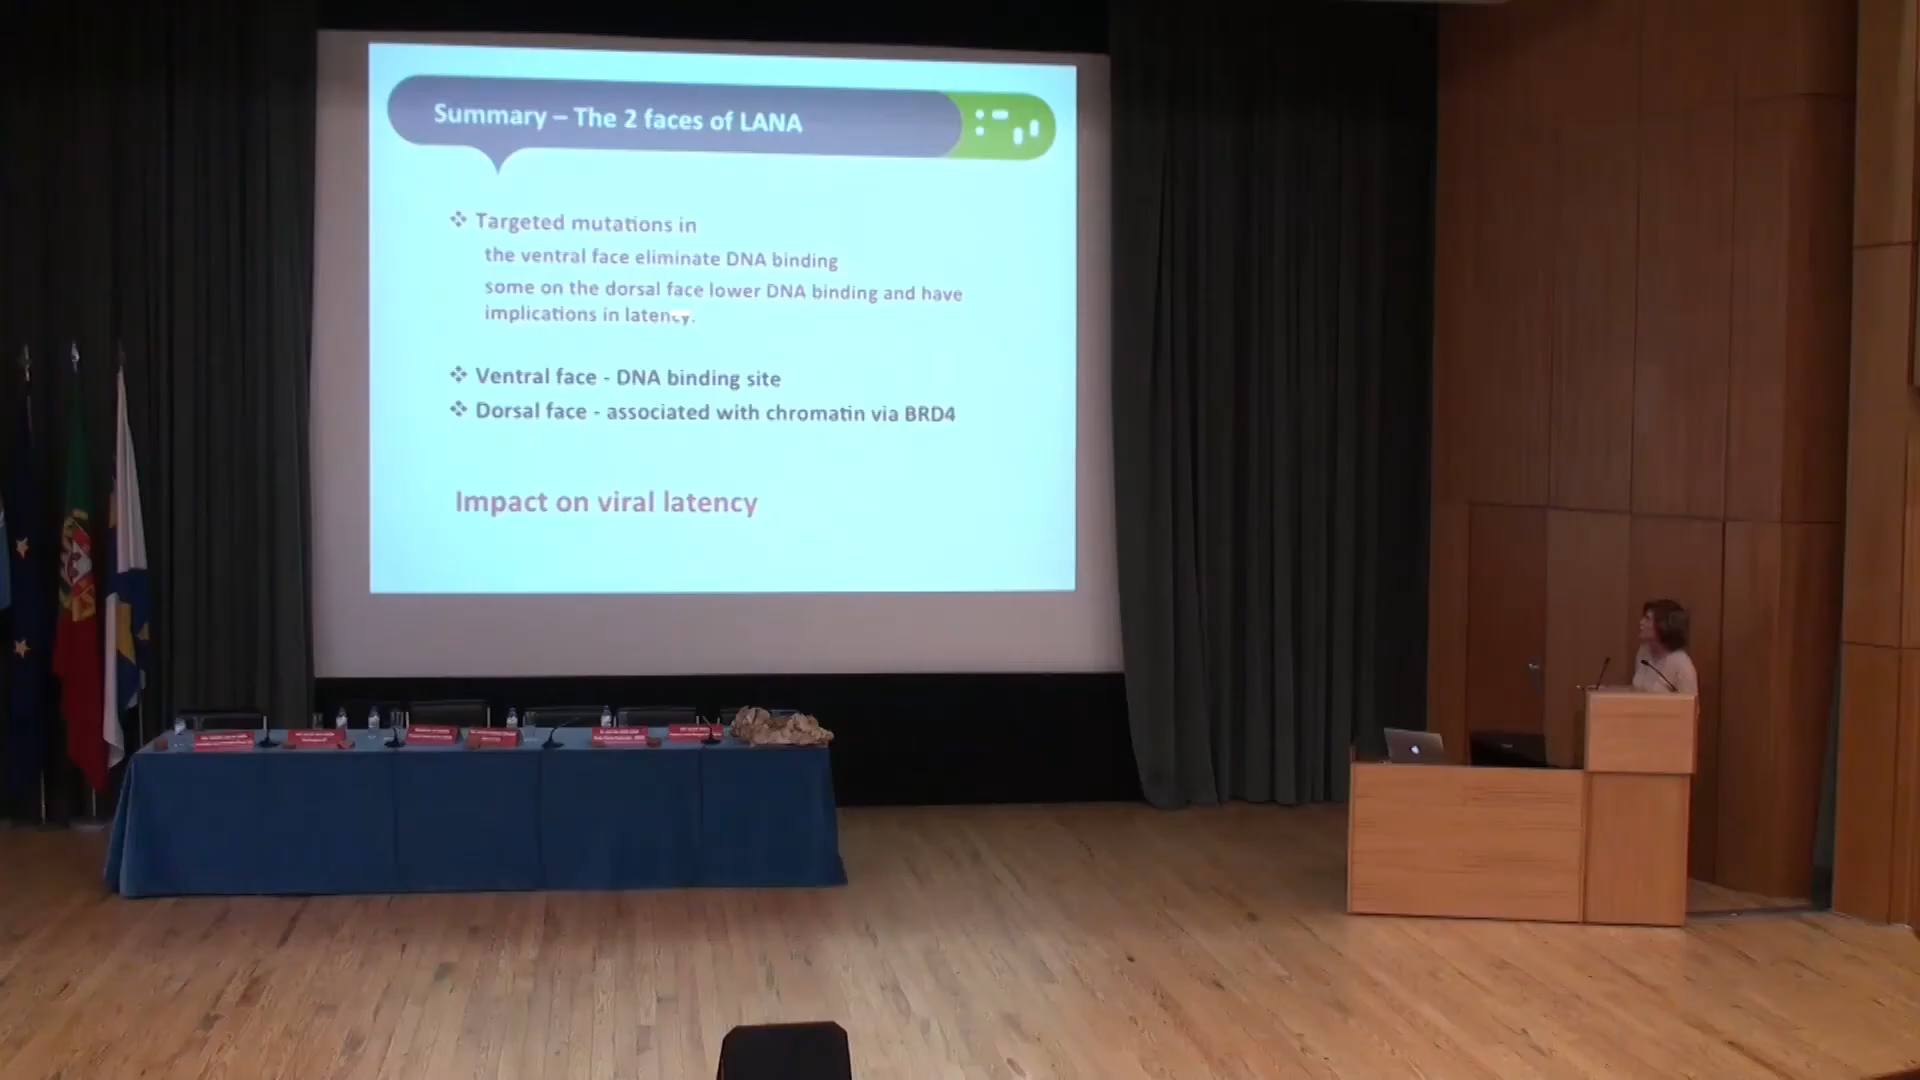 Summary – The 2 faces of LANA
❖ Targeted mutations in
the ventral face eliminate DNA binding
some on the dorsal face lower DNA binding and have
implications in latency.
❖ Ventral face - DNA binding site
❖ Dorsal face - associated with chromatin via BRD4
Impact on viral latency